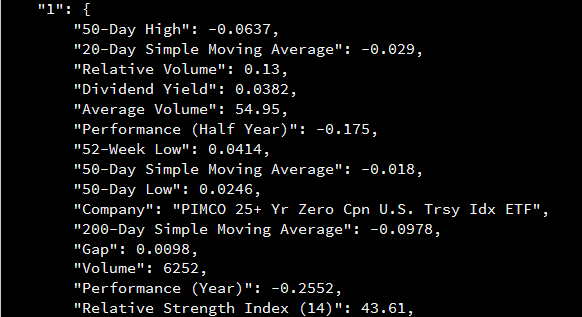 "1": {
"50-Day High": -0.0637,
"20-Day Simple Moving Average": -0.029,
"Relative Volume": 0.13,
"Dividend Yield": 0.0382,
"Average Volume": 54.95,
"Performance (Half Year)": -0.175,
"52-Week Low": 0.0414,
"50-Day Simple Moving Average": -0.018,
"50-Day Low": 0.0246,
"Company": "PIMCO 25+ Yr Zero Cpn U.S. Trsy Idx ETF",
"200-Day Simple Moving Average": -0.0978,
"Gap": 0.0098,
"Volume": 6252,
"Performance (Year)": -0.2552,
"Relative Strength Index (14)": 43.61,